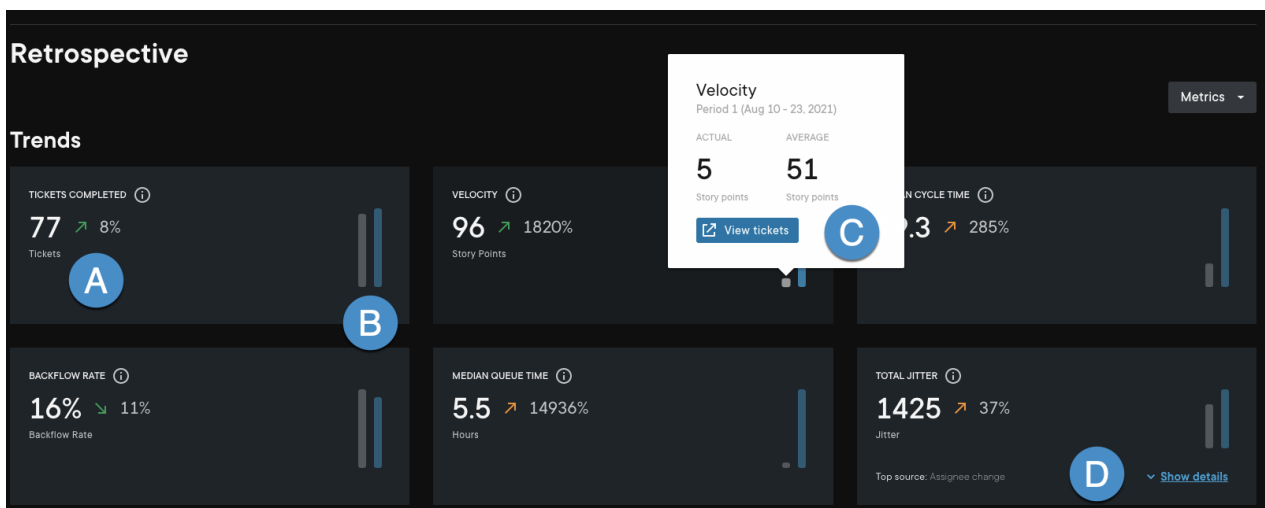 Retrospective
Metrics
Trends
Velocity
Period 1 (Aug 10 - 23, 2021)
ACTUAL AVERAGE
5 51
Story points Story points
View tickets
C
TICKETS COMPLETED
77 8%
Tickets
A
B
VELOCITY
96 1820%
Story Points
N CYCLE TIME
.3 285%
BACKFLOW RATE
16% 11%
Backflow Rate
MEDIAN QUEUE TIME
5.5 14936%
Hours
TOTAL JITTER
1425 37%
Jitter
Top source: Assignee change
D
Show details